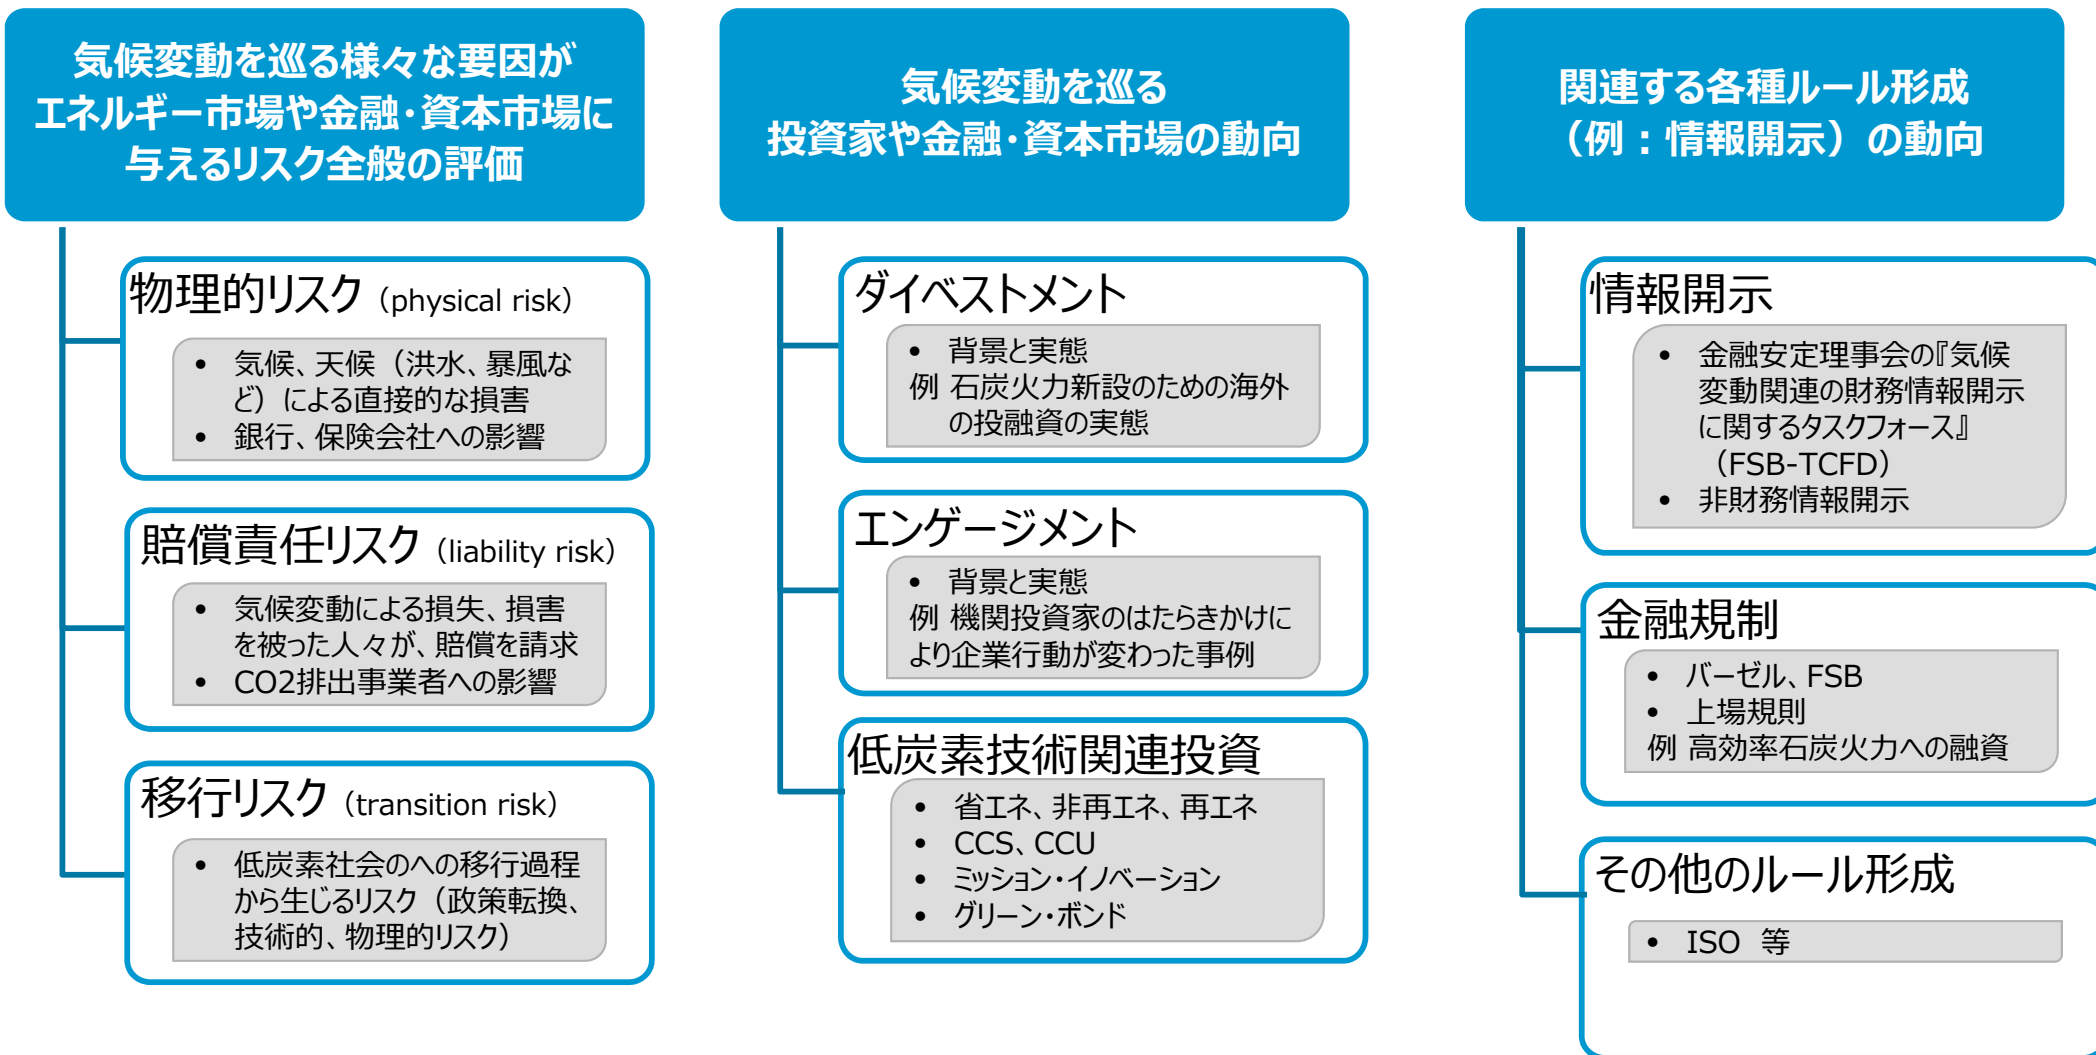 気候変動を巡る様々な要因が
エネルギー市場や金融・資本市場に
与えるリスク全般の評価
物理的リスク（physical risk）
• 気候、天候（洪水、暴風な
ど）による直接的な損害
• 銀行、保険会社への影響
賠償責任リスク（liability risk）
• 気候変動による損失、損害
を被った人々が、賠償を請求
• CO2排出事業者への影響
移行リスク（transition risk）
• 低炭素社会のへの移行過程
から生じるリスク（政策転換、
技術的、物理的リスク）
気候変動を巡る
投資家や金融・資本市場の動向
ダイベストメント
• 背景と実態
例 石炭火力新設のための海外
の投融資の実態
エンゲージメント
• 背景と実態
例 機関投資家のはたらきかけに
より企業行動が変わった事例
低炭素技術関連投資
• 省エネ、非再エネ、再エネ
• CCS、CCU
• ミッション・イノベーション
• グリーン・ボンド
関連する各種ルール形成
（例：情報開示）の動向
情報開示
• 金融安定理事会の『気候
変動関連の財務情報開示
に関するタスクフォース』
（FSB-TCFD）
• 非財務情報開示
金融規制
• バーゼル、FSB
• 上場規則
例 高効率石炭火力への融資
その他のルール形成
• ISO 等